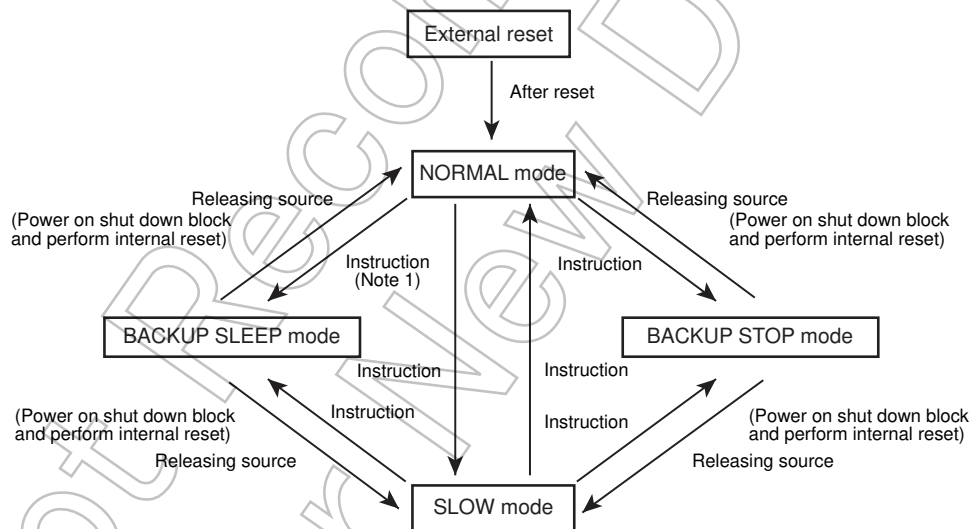 External reset
After reset
NORMAL mode
Releasing source
(Power on shut down block
and perform internal reset)
Releasing source
(Power on shut down block
and perform internal reset)
Instruction
(Note 1)
Instruction
BACKUP SLEEP mode
BACKUP STOP mode
Instruction
Instruction
Instruction
Instruction
(Power on shut down block
and perform internal reset)
Releasing source
(Power on shut down block
and perform internal reset)
Releasing source
SLOW mode